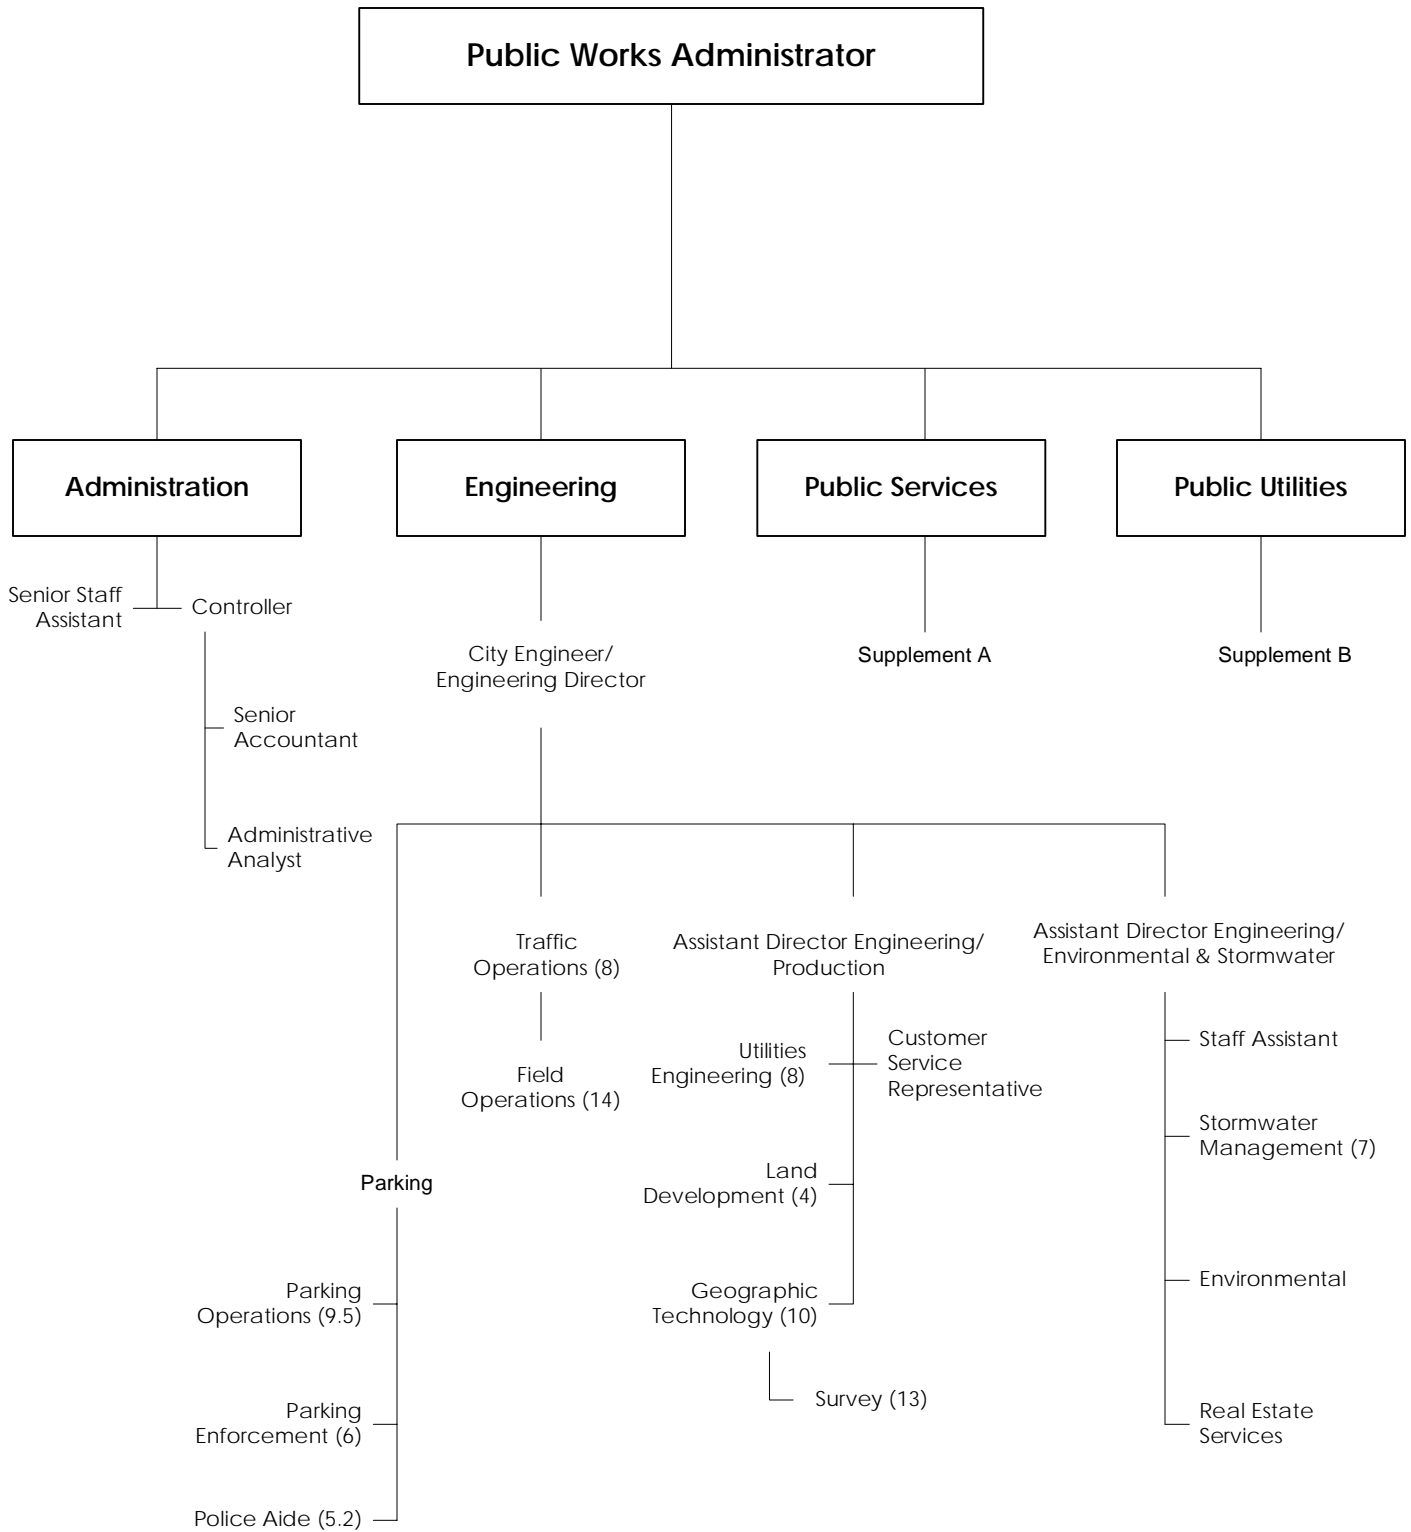 Public Works Administrator
Administration
Engineering
Public Services
Public Utilities
Senior Staff
Assistant
Controller
Senior
Accountant
Administrative
Analyst
City Engineer/
Engineering Director
Supplement A
Supplement B
Traffic
Operations (8)
Field
Operations (14)
Assistant Director Engineering/
Production
Utilities
Engineering (8)
Customer
Service
Representative
Land
Development (4)
Geographic
Technology (10)
Survey (13)
Assistant Director Engineering/
Environmental & Stormwater
Staff Assistant
Stormwater
Management (7)
Environmental
Real Estate
Services
Parking
Parking
Operations (9.5)
Parking
Enforcement (6)
Police Aide (5.2)